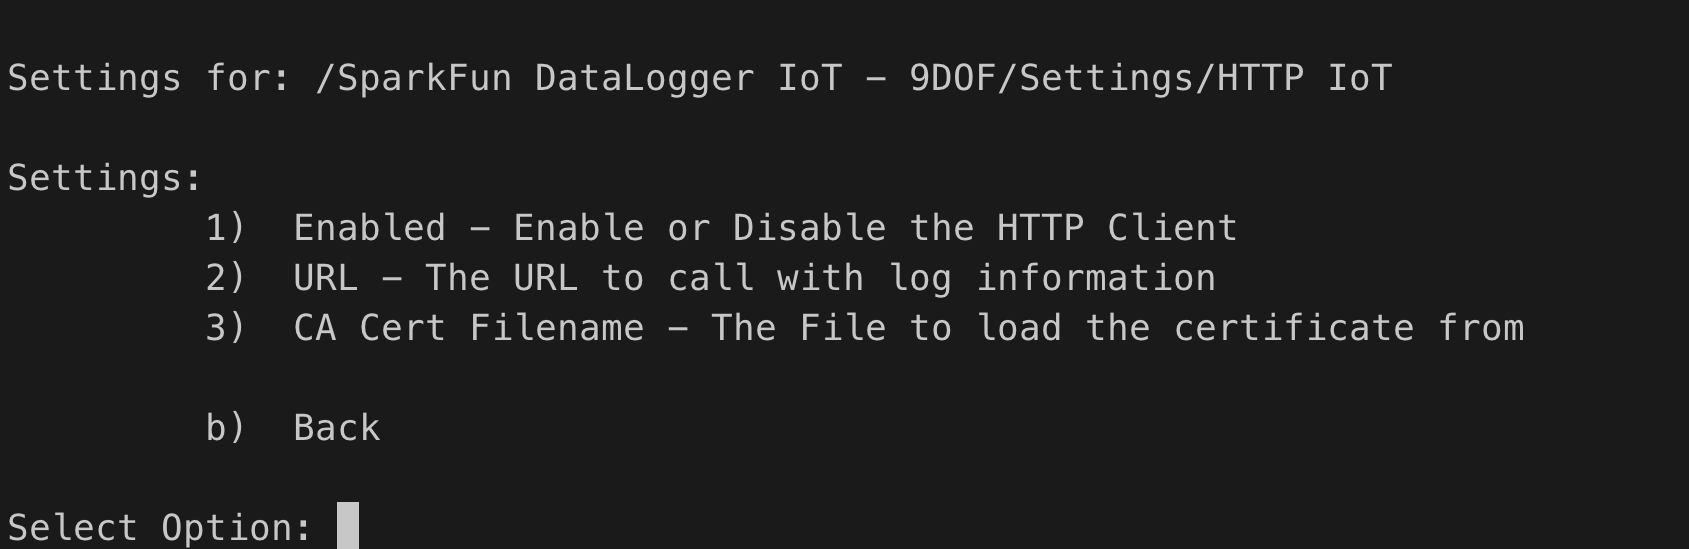 Settings for: /SparkFun DataLogger IoT – 9DOF/Settings/HTTP IoT
Settings:
1) Enabled – Enable or Disable the HTTP Client
2) URL – The URL to call with log information
3) CA Cert Filename – The File to load the certificate from
b) Back
Select Option: